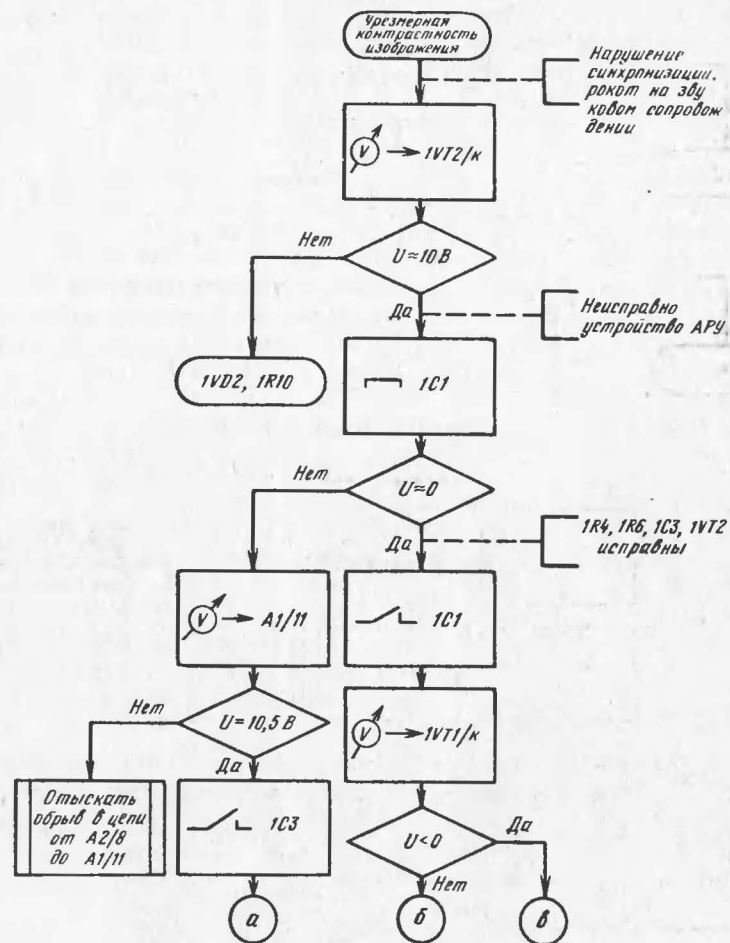 Чрезмерная
контрастность
изображения
Нарушение
синхронизации.
рокот на зву
ковом сопровож
дении
V 1VT2/к
Нет
U≈10 В
Да
Неисправно
устройство АРУ
1VD2, 1R10
1C1
Нет
U≈0
Да
1R4, 1R6, 1C3, 1VT2
исправны
V A1/11
1C1
Нет
U=10,5 В
Да
V 1VT1/к
Отыскать
обрыв в цепи
от A2/8
до A1/11
1C3
U<0
Да
Нет
а
б
в